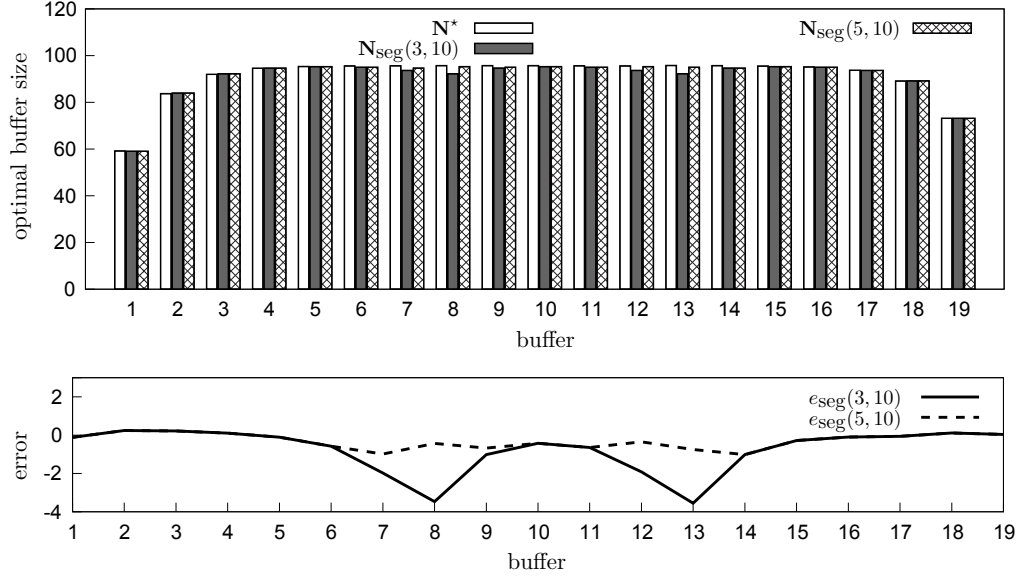 120
100
80
60
40
20
0
optimal buffer size
N⋆
Nseg(3, 10)
Nseg(5, 10)
1 2 3 4 5 6 7 8 9 10 11 12 13 14 15 16 17 18 19
buffer
2
0
-2
-4
error
eseg(3, 10)
eseg(5, 10)
1 2 3 4 5 6 7 8 9 10 11 12 13 14 15 16 17 18 19
buffer